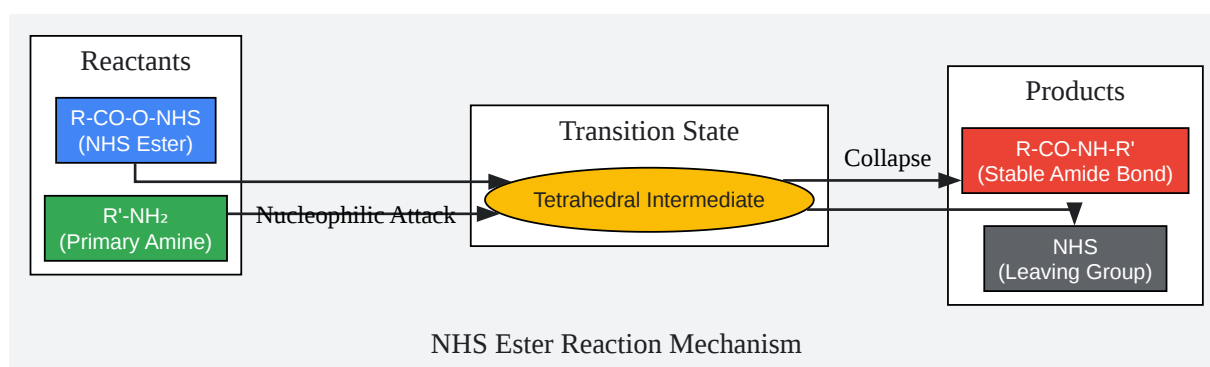 Reactants
R-CO-O-NHS
(NHS Ester)
R'-NH₂
(Primary Amine)
Nucleophilic Attack
Transition State
Tetrahedral Intermediate
Collapse
Products
R-CO-NH-R'
(Stable Amide Bond)
NHS
(Leaving Group)
NHS Ester Reaction Mechanism